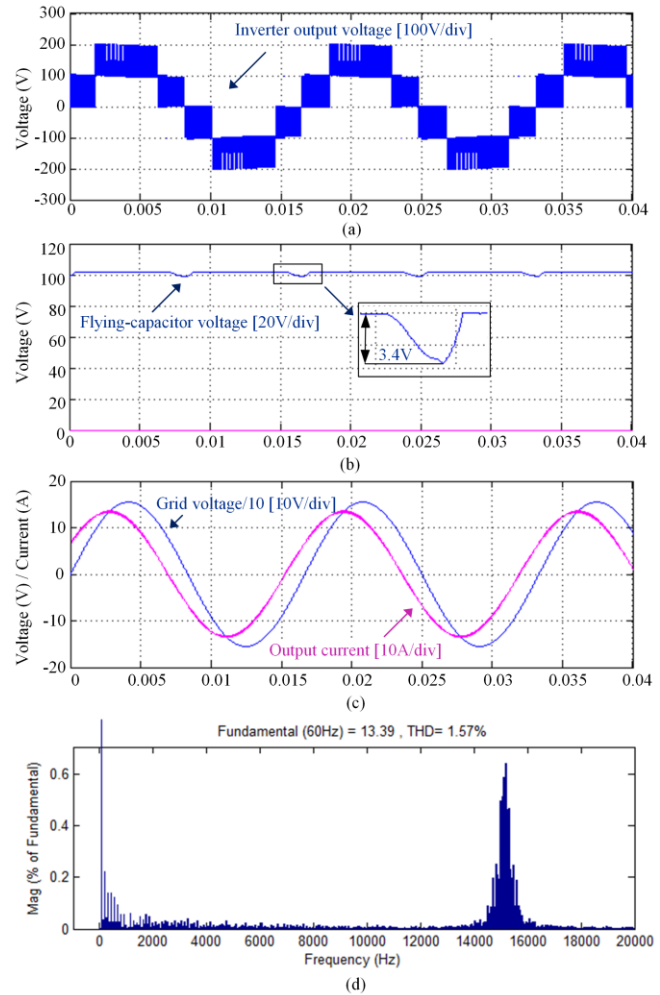 Inverter output voltage [100V/div]
Voltage (V)
300
200
100
0
-100
-200
-300
0 0.005 0.01 0.015 0.02 0.025 0.03 0.035 0.04
(a)
Voltage (V)
120
100
80
60
40
20
0
Flying-capacitor voltage [20V/div]
3.4V
0 0.005 0.01 0.015 0.02 0.025 0.03 0.035 0.04
(b)
Voltage (V) / Current (A)
20
10
0
-10
-20
Grid voltage/10 [10V/div]
Output current [10A/div]
0 0.005 0.01 0.015 0.02 0.025 0.03 0.035 0.04
(c)
Fundamental (60Hz) = 13.39 , THD= 1.57%
Mag (% of Fundamental)
0.6
0.4
0.2
0
0 2000 4000 6000 8000 10000 12000 14000 16000 18000 20000
Frequency (Hz)
(d)